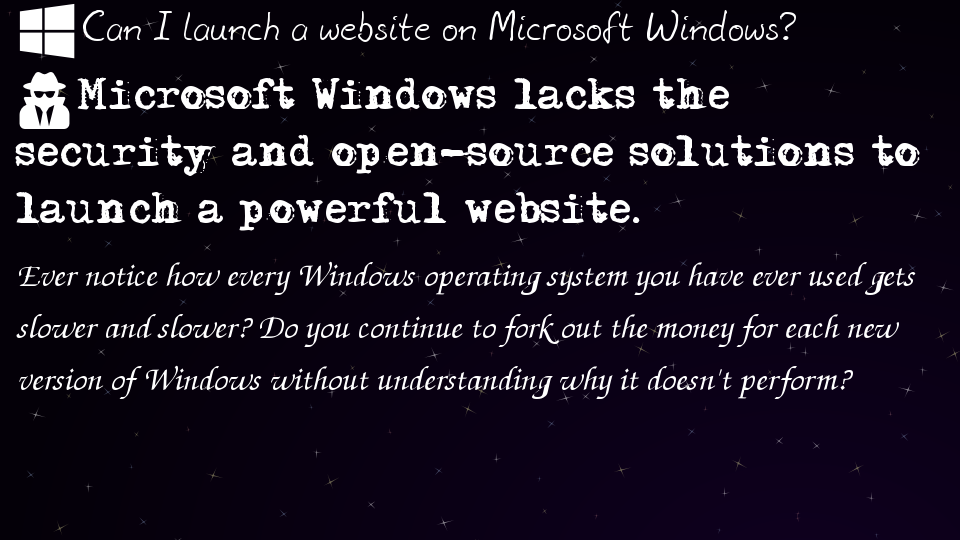 Can I launch a website on Microsoft Windows?
Microsoft Windows lacks the
security and open-source solutions to
launch a powerful website.
Ever notice how every Windows operating system you have ever used gets
slower and slower? Do you continue to fork out the money for each new
version of Windows without understanding why it doesn't perform?